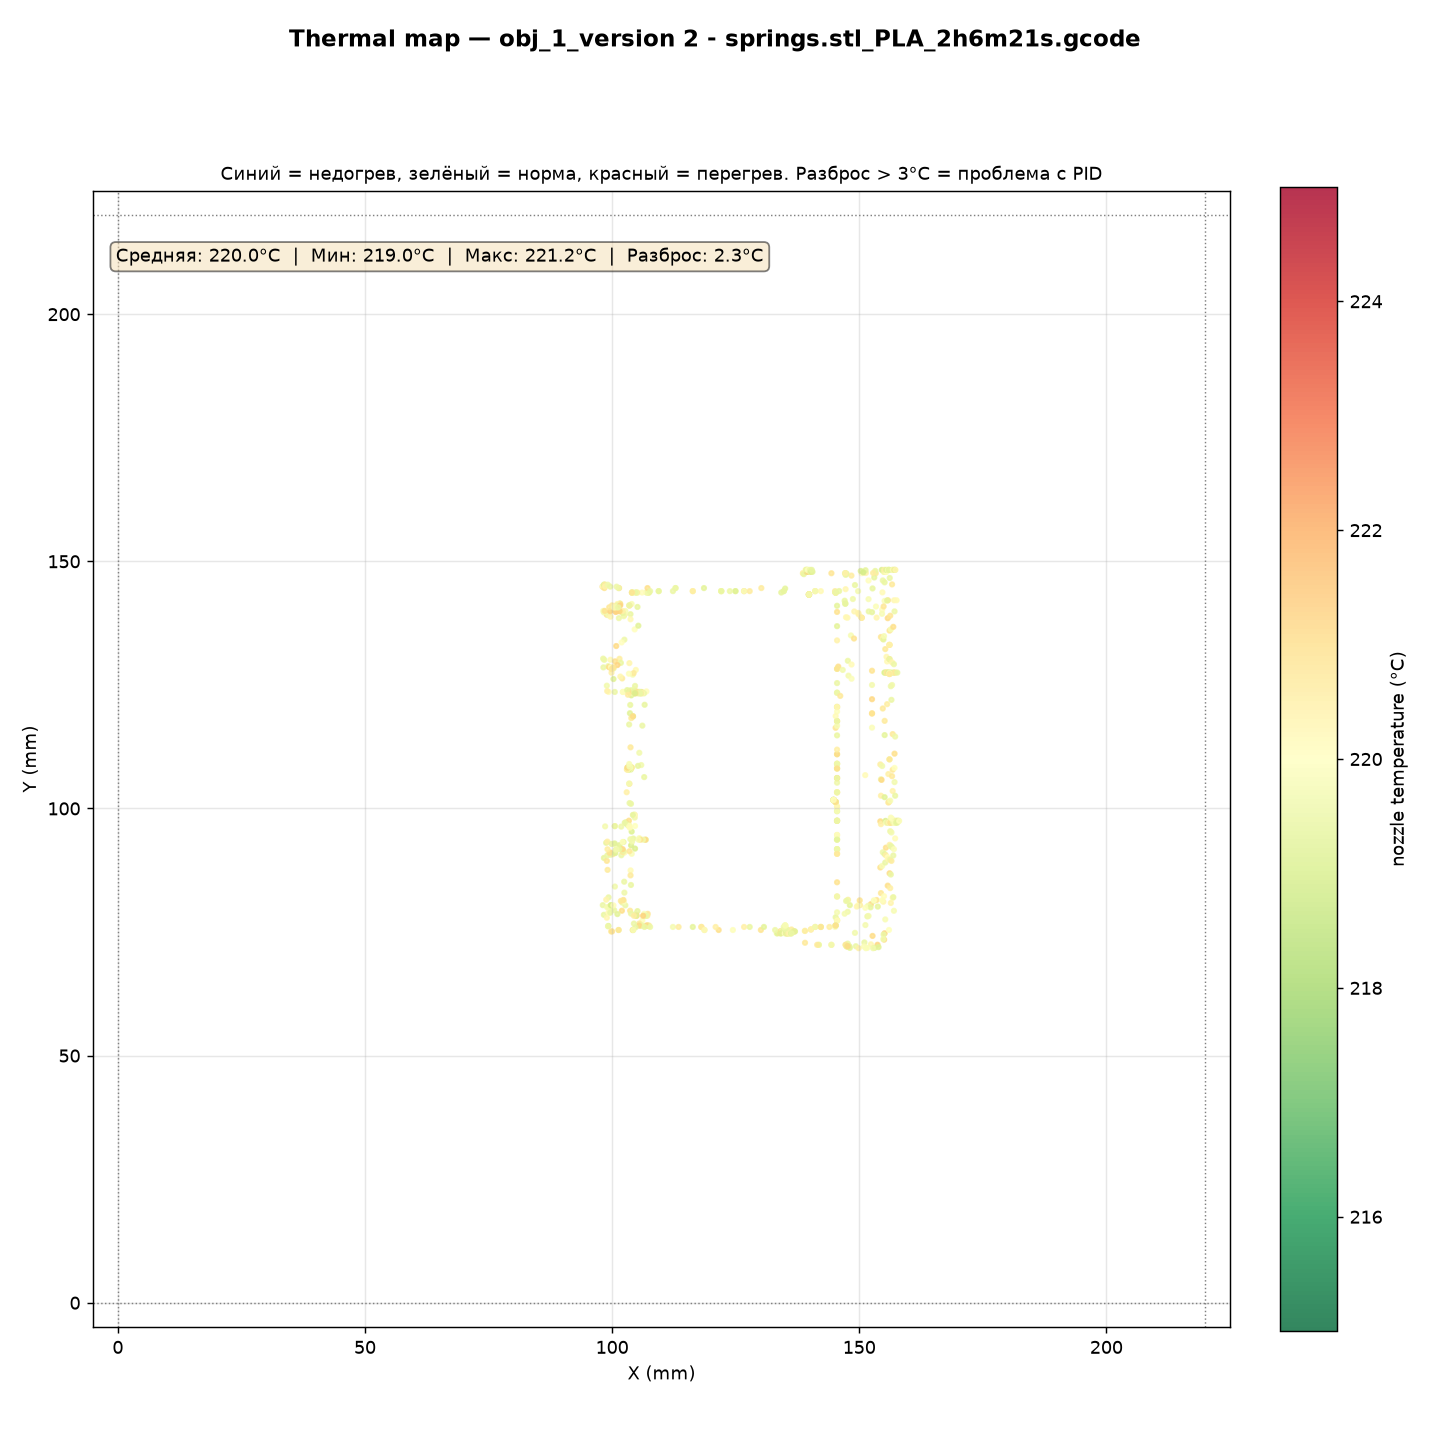 Thermal map — obj_1_version 2 - springs.stl_PLA_2h6m21s.gcode
Синий = недогрев, зелёный = норма, красный = перегрев. Разброс > 3°C = проблема с PID
Средняя: 220.0°C | Мин: 219.0°C | Макс: 221.2°C | Разброс: 2.3°C
200
150
100
50
0
Y (mm)
0 50 100 150 200
X (mm)
224
222
220
218
216
nozzle temperature (°C)